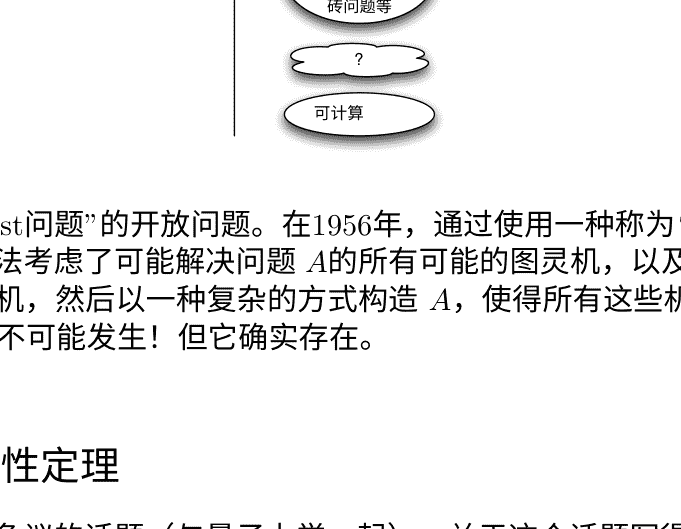 砖问题等
?
可计算
st问题”的开放问题。在1956年，通过使用一种称为“
法考虑了可能解决问题 A的所有可能的图灵机，以及
机，然后以一种复杂的方式构造 A，使得所有这些机
不可能发生！但它确实存在。
性定理